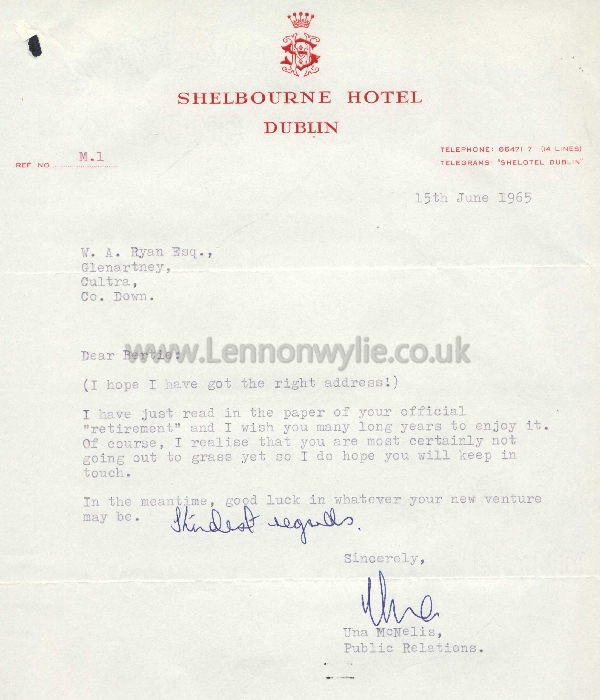 SHELBOURNE HOTEL
DUBLIN
TELEPHONE: 66471·7 (14 LINES)
TELEGRAMS: "SHELOTEL DUBLIN"
REF. NO. M.1
15th June 1965
W. A. Ryan Esq.,
Glenartney,
Cultra,
Co. Down.
www.Lennonwylie.co.uk
Dear Bertie:
(I hope I have got the right address!)
I have just read in the paper of your official
"retirement" and I wish you many long years to enjoy it.
Of course, I realise that you are most certainly not
going out to grass yet so I do hope you will keep in
touch.
In the meantime, good luck in whatever your new venture
may be. Kindest regards.
Sincerely,
Una
Una McNelis,
Public Relations.